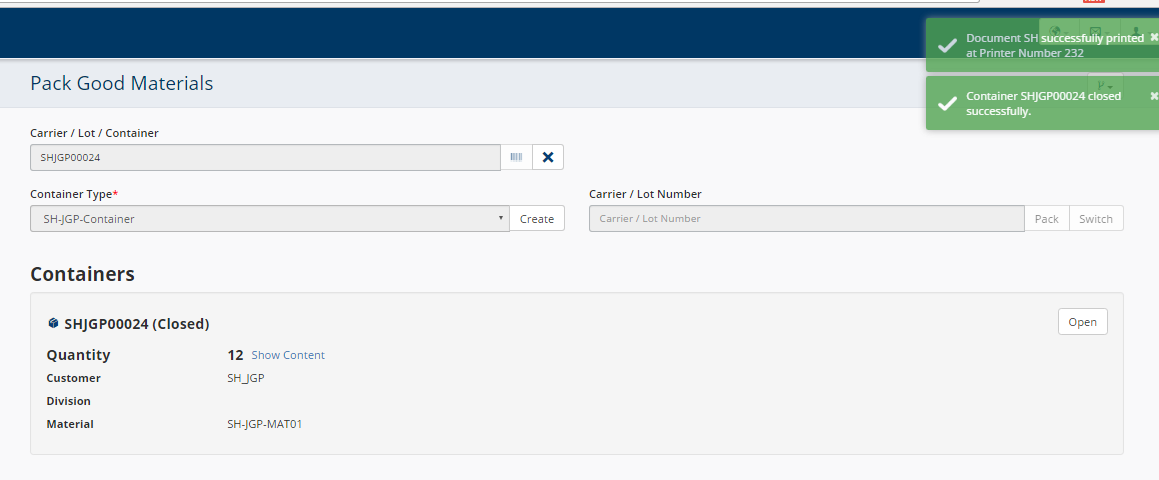 Document SH successfully printed
at Printer Number 232
Pack Good Materials
Container SHJGP00024 closed
successfully.
Carrier / Lot / Container
SHJGP00024
Container Type*
Carrier / Lot Number
SH-JGP-Container
Create
Carrier / Lot Number
Pack
Switch
Containers
SHJGP00024 (Closed)
Open
Quantity 12 Show Content
Customer SH_JGP
Division
Material SH-JGP-MAT01